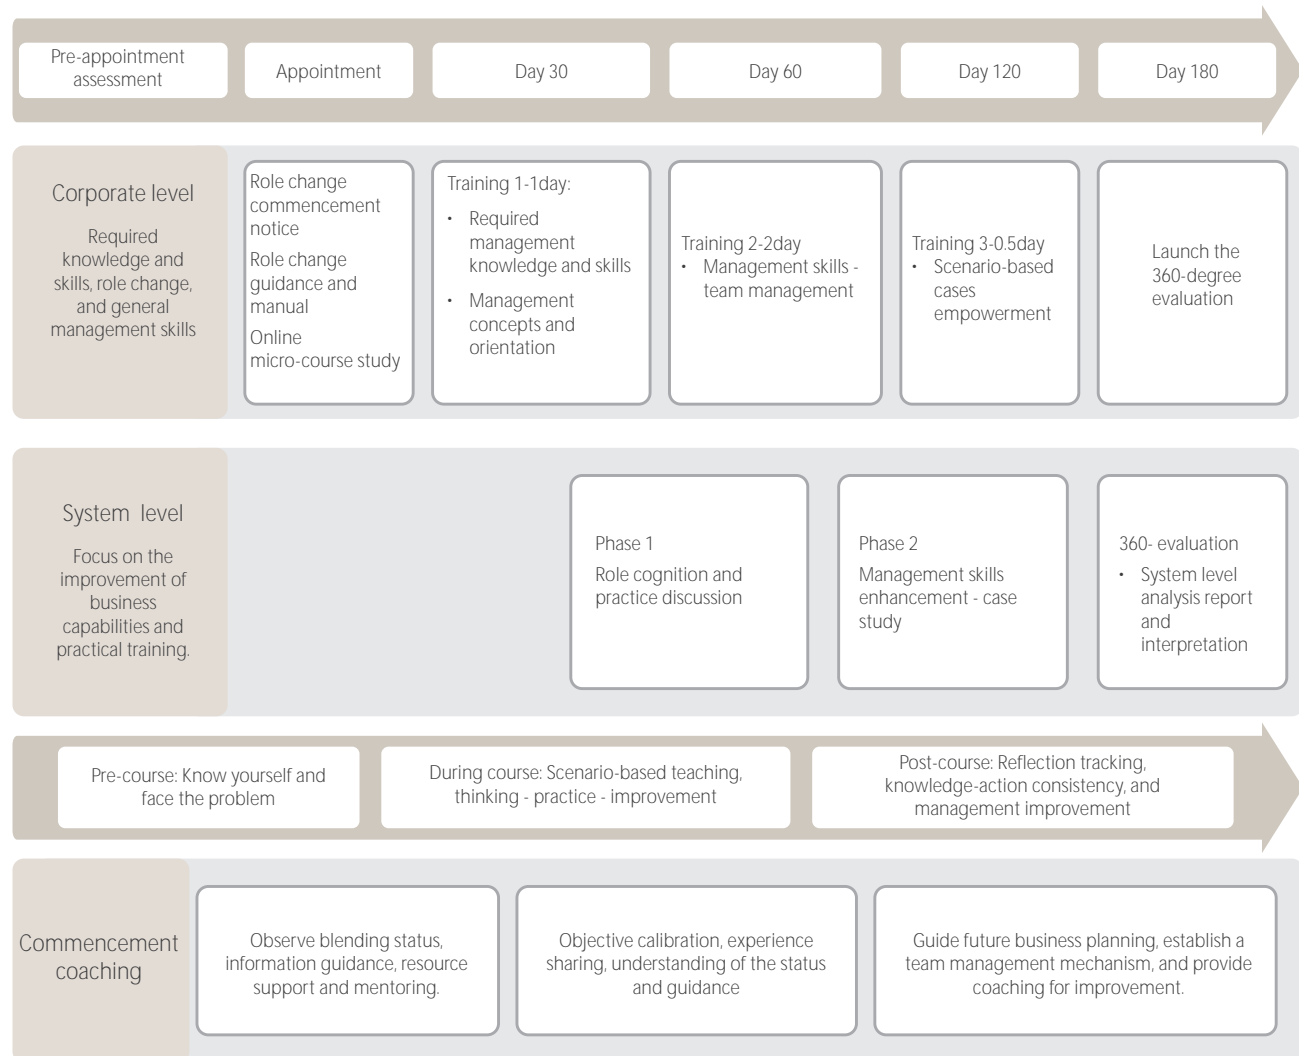 Pre-appointment
assessment
Appointment
Day 30
Day 60
Day 120
Day 180
Corporate level
Required
knowledge and
skills, role change,
and general
management skills
Role change
commencement
notice
Role change
guidance and
manual
Online
micro-course study
Training 1-1day:
• Required
management
knowledge and skills
• Management
concepts and
orientation
Training 2-2day
• Management skills -
team management
Training 3-0.5day
• Scenario-based
cases
empowerment
Launch the
360-degree
evaluation
System level
Focus on the
improvement of
business
capabilities and
practical training.
Phase 1
Role cognition and
practice discussion
Phase 2
Management skills
enhancement - case
study
360- evaluation
• System level
analysis report
and
interpretation
Pre-course: Know yourself and
face the problem
During course: Scenario-based teaching,
thinking - practice - improvement
Post-course: Reflection tracking,
knowledge-action consistency, and
management improvement
Commencement
coaching
Observe blending status,
information guidance, resource
support and mentoring.
Objective calibration, experience
sharing, understanding of the status
and guidance
Guide future business planning, establish a
team management mechanism, and provide
coaching for improvement.